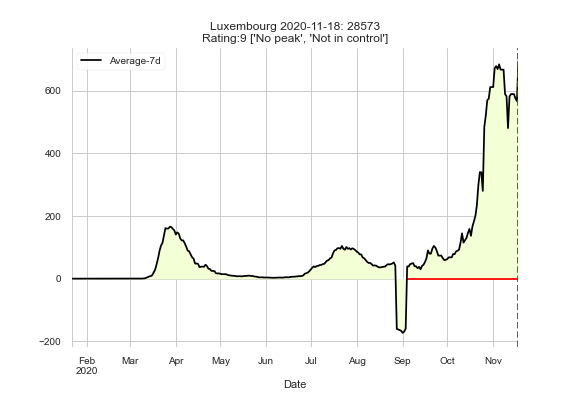 Luxembourg 2020-11-18: 28573
Rating:9 ['No peak', 'Not in control']
Average-7d
600
400
200
0
−200
Feb Mar Apr May Jun Jul Aug Sep Oct Nov
2020
Date